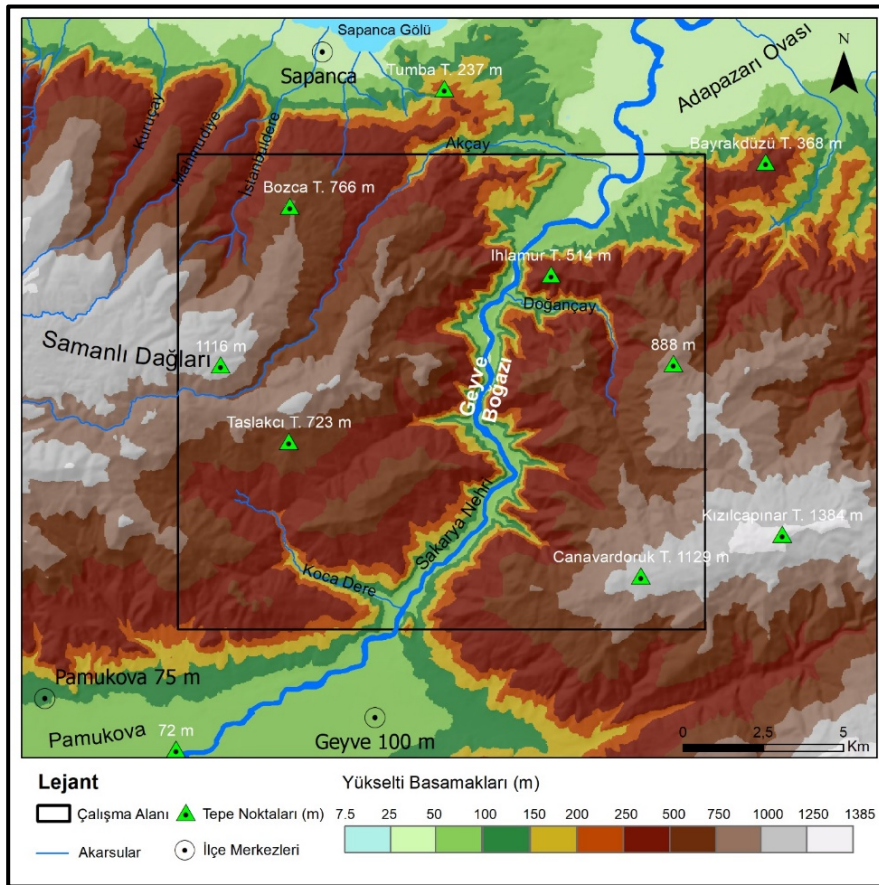 Sapanca Gölü
Sapanca
N
Tumba T. 237 m
Adapazarı Ovası
Kuruçay
Mahmudiye
İstanbuldere
Akçay
Bayrakdüzü T. 368 m
Bozca T. 766 m
Ihlamur T. 514 m
Doğançay
Samanlı Dağları
1116 m
888 m
Geyve
Boğazı
Taslakcı T. 723 m
Sakarya Nehri
Kızılcapınar T. 1384 m
Canavardoruk T. 1129 m
Koca Dere
Pamukova 75 m
Pamukova
72 m
Geyve 100 m
0 2,5 5
Km
Lejant
Çalışma Alanı
Tepe Noktaları (m)
Akarsular
İlçe Merkezleri
Yükselti Basamakları (m)
7.5 25 50 100 150 200 250 500 750 1000 1250 1385